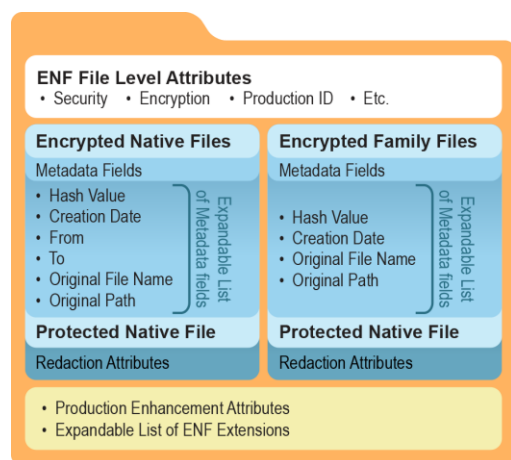 ENF File Level Attributes
• Security • Encryption • Production ID • Etc.
Encrypted Native Files
Metadata Fields
• Hash Value
• Creation Date
• From
• To
• Original File Name
• Original Path
Expandable List
of Metadata fields
Protected Native File
Redaction Attributes
Encrypted Family Files
Metadata Fields
• Hash Value
• Creation Date
• Original File Name
• Original Path
Expandable List
of Metadata fields
Protected Native File
Redaction Attributes
• Production Enhancement Attributes
• Expandable List of ENF Extensions